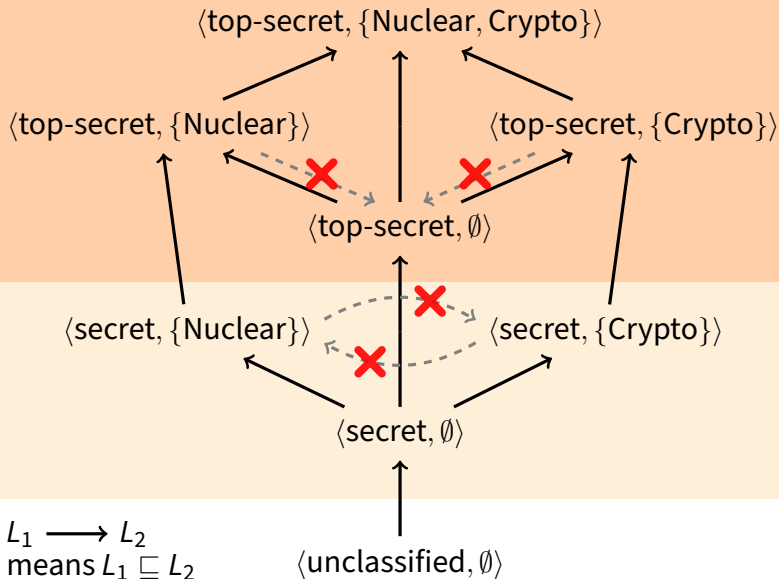 ⟨top-secret, {Nuclear, Crypto}⟩
⟨top-secret, {Nuclear}⟩
⟨top-secret, {Crypto}⟩
⟨top-secret, ∅⟩
⟨secret, {Nuclear}⟩
⟨secret, {Crypto}⟩
⟨secret, ∅⟩
L₁ ⟶ L₂
means L₁ ⊑ L₂
⟨unclassified, ∅⟩